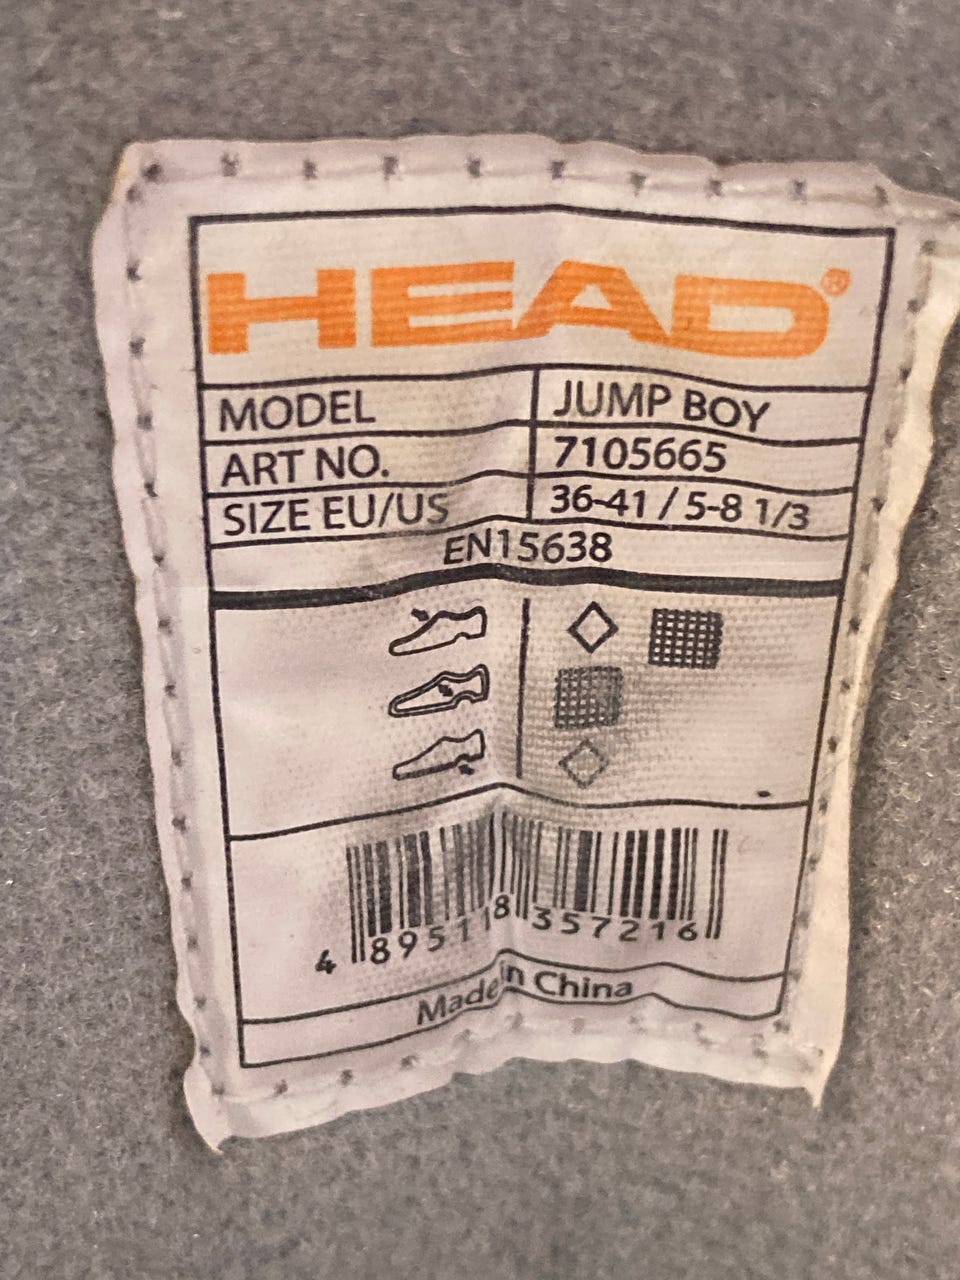 HEAD®
MODEL JUMP BOY
ART NO. 7105665
SIZE EU/US 36-41 / 5-8 1/3
EN15638
4 895118 357216
Made in China